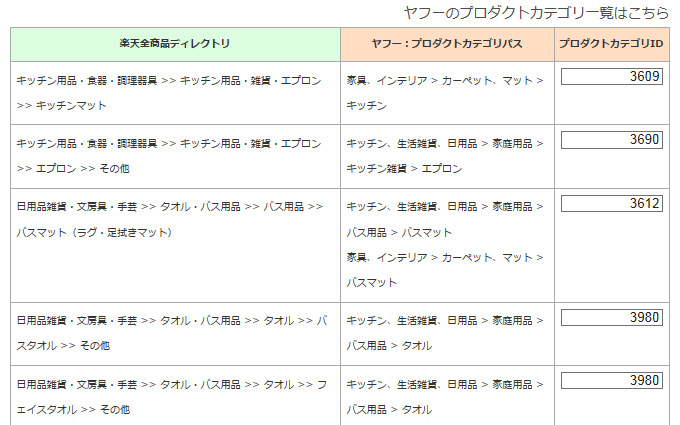 ヤフーのプロダクトカテゴリ一覧はこちら
楽天全商品ディレクトリ
ヤフー：プロダクトカテゴリパス
プロダクトカテゴリID
キッチン用品・食器・調理器具 >> キッチン用品・雑貨・エプロン
>> キッチンマット
家具、インテリア > カーペット、マット >
キッチン
3609
キッチン用品・食器・調理器具 >> キッチン用品・雑貨・エプロン
>> エプロン >> その他
キッチン、生活雑貨、日用品 > 家庭用品 >
キッチン雑貨 > エプロン
3690
日用品雑貨・文房具・手芸 >> タオル・バス用品 >> バス用品 >>
バスマット（ラグ・足拭きマット）
キッチン、生活雑貨、日用品 > 家庭用品 >
バス用品 > バスマット
家具、インテリア > カーペット、マット >
バスマット
3612
日用品雑貨・文房具・手芸 >> タオル・バス用品 >> タオル >> バ
スタオル >> その他
キッチン、生活雑貨、日用品 > 家庭用品 >
バス用品 > タオル
3980
日用品雑貨・文房具・手芸 >> タオル・バス用品 >> タオル >> フ
ェイスタオル >> その他
キッチン、生活雑貨、日用品 > 家庭用品 >
バス用品 > タオル
3980